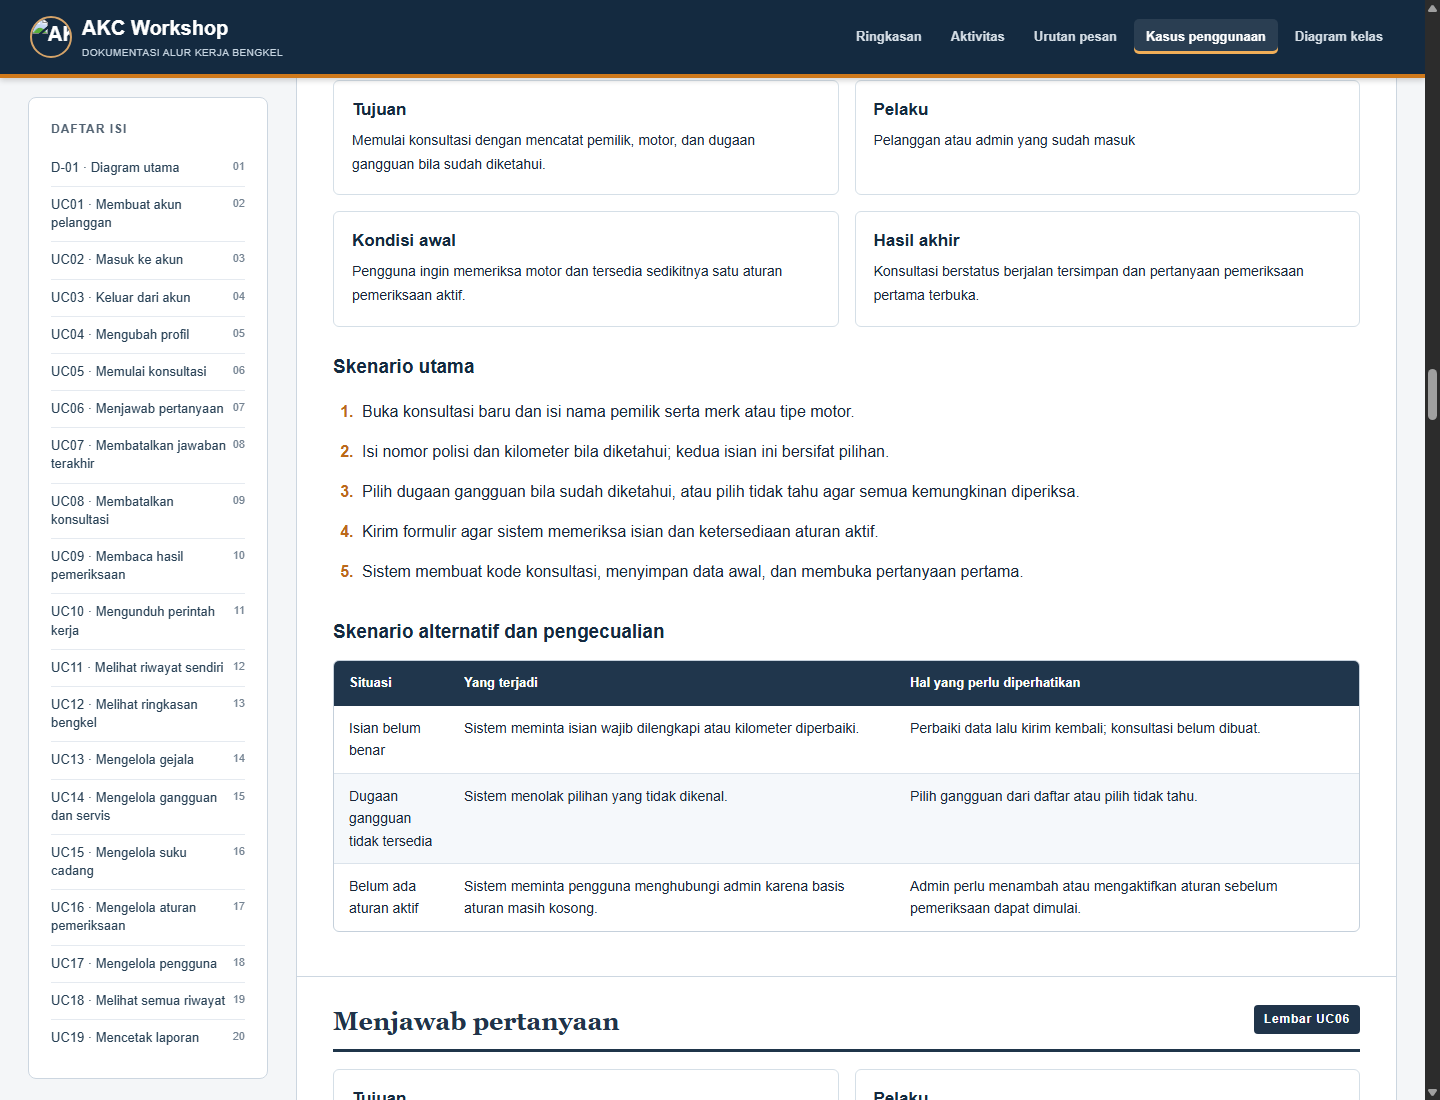 AKC Workshop
DOKUMENTASI ALUR KERJA BENGKEL
Ringkasan
Aktivitas
Urutan pesan
Kasus penggunaan
Diagram kelas
DAFTAR ISI
D-01 · Diagram utama 01
UC01 · Membuat akun 02
pelanggan
UC02 · Masuk ke akun 03
UC03 · Keluar dari akun 04
UC04 · Mengubah profil 05
UC05 · Memulai konsultasi 06
UC06 · Menjawab pertanyaan 07
UC07 · Membatalkan jawaban 08
terakhir
UC08 · Membatalkan 09
konsultasi
UC09 · Membaca hasil 10
pemeriksaan
UC10 · Mengunduh perintah 11
kerja
UC11 · Melihat riwayat sendiri 12
UC12 · Melihat ringkasan 13
bengkel
UC13 · Mengelola gejala 14
UC14 · Mengelola gangguan 15
dan servis
UC15 · Mengelola suku 16
cadang
UC16 · Mengelola aturan 17
pemeriksaan
UC17 · Mengelola pengguna 18
UC18 · Melihat semua riwayat 19
UC19 · Mencetak laporan 20
Tujuan
Memulai konsultasi dengan mencatat pemilik, motor, dan dugaan
gangguan bila sudah diketahui.
Pelaku
Pelanggan atau admin yang sudah masuk
Kondisi awal
Pengguna ingin memeriksa motor dan tersedia sedikitnya satu aturan
pemeriksaan aktif.
Hasil akhir
Konsultasi berstatus berjalan tersimpan dan pertanyaan pemeriksaan
pertama terbuka.
Skenario utama
1. Buka konsultasi baru dan isi nama pemilik serta merk atau tipe motor.
2. Isi nomor polisi dan kilometer bila diketahui; kedua isian ini bersifat pilihan.
3. Pilih dugaan gangguan bila sudah diketahui, atau pilih tidak tahu agar semua kemungkinan diperiksa.
4. Kirim formulir agar sistem memeriksa isian dan ketersediaan aturan aktif.
5. Sistem membuat kode konsultasi, menyimpan data awal, dan membuka pertanyaan pertama.
Skenario alternatif dan pengecualian
Situasi
Yang terjadi
Hal yang perlu diperhatikan
Isian belum
benar
Sistem meminta isian wajib dilengkapi atau kilometer diperbaiki.
Perbaiki data lalu kirim kembali; konsultasi belum dibuat.
Dugaan
gangguan
tidak tersedia
Sistem menolak pilihan yang tidak dikenal.
Pilih gangguan dari daftar atau pilih tidak tahu.
Belum ada
aturan aktif
Sistem meminta pengguna menghubungi admin karena basis
aturan masih kosong.
Admin perlu menambah atau mengaktifkan aturan sebelum
pemeriksaan dapat dimulai.
Menjawab pertanyaan
Lembar UC06
Tujuan
Pelaku